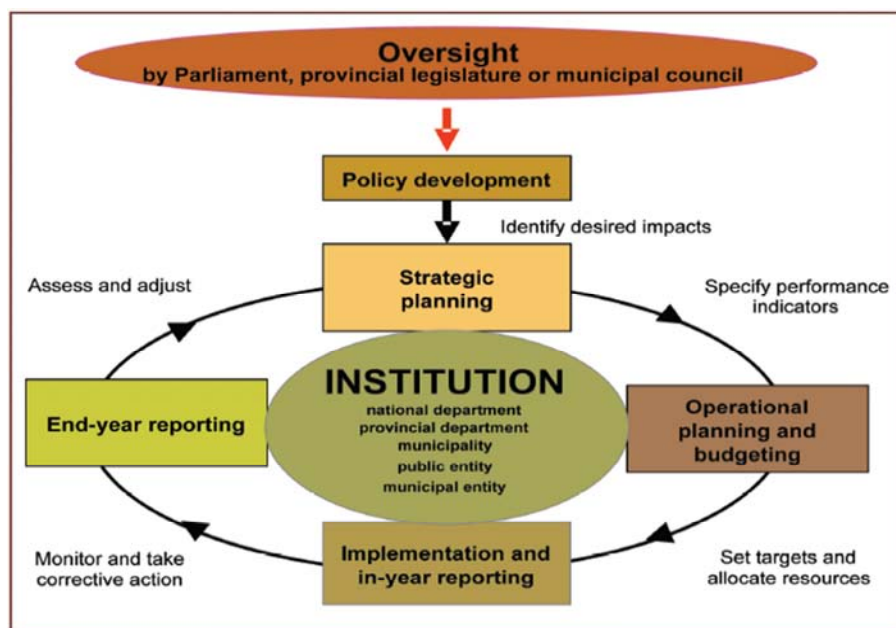 Oversight
by Parliament, provincial legislature or municipal council
Policy development
Identify desired impacts
Strategic
planning
Assess and adjust
Specify performance
indicators
INSTITUTION
national department
provincial department
municipality
public entity
municipal entity
End-year reporting
Operational
planning and
budgeting
Implementation and
in-year reporting
Monitor and take
corrective action
Set targets and
allocate resources